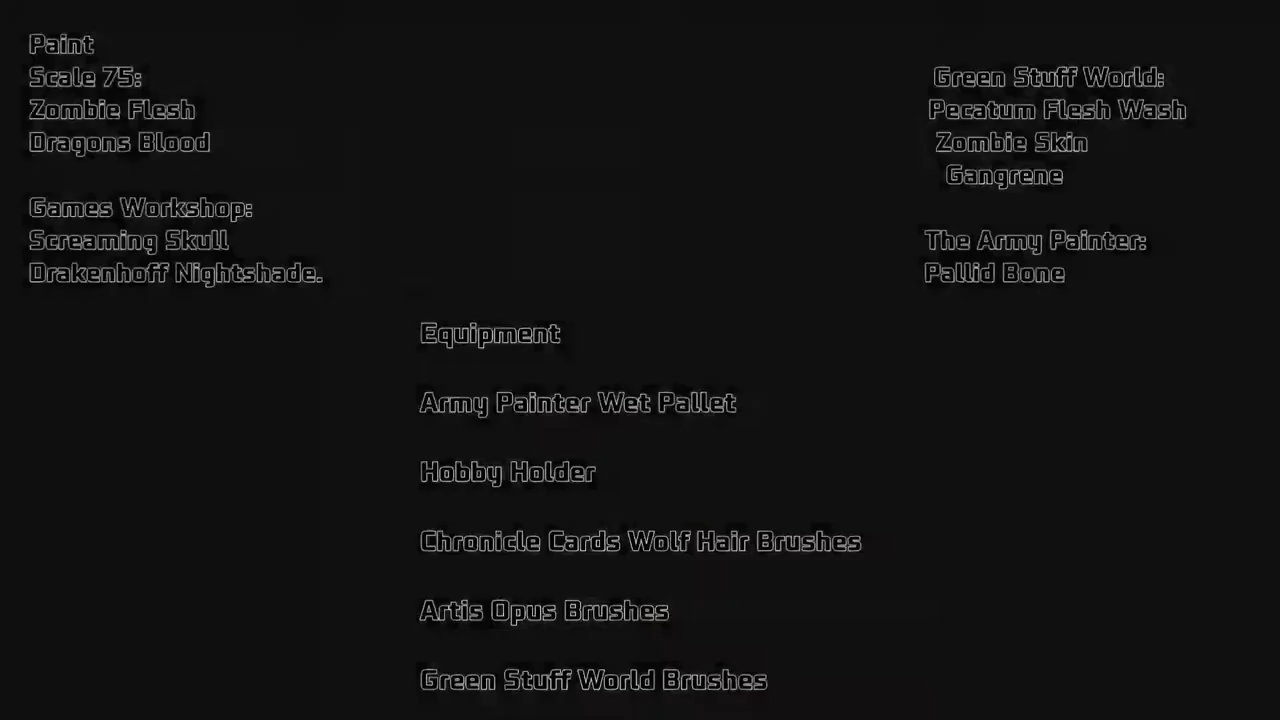 Paint
Scale 75:
Zombie Flesh
Dragons Blood
Games Workshop:
Screaming Skull
Drakenhoff Nightshade.
Green Stuff World:
Pecatum Flesh Wash
Zombie Skin
Gangrene
The Army Painter:
Pallid Bone
Equipment
Army Painter Wet Pallet
Hobby Holder
Chronicle Cards Wolf Hair Brushes
Artis Opus Brushes
Green Stuff World Brushes